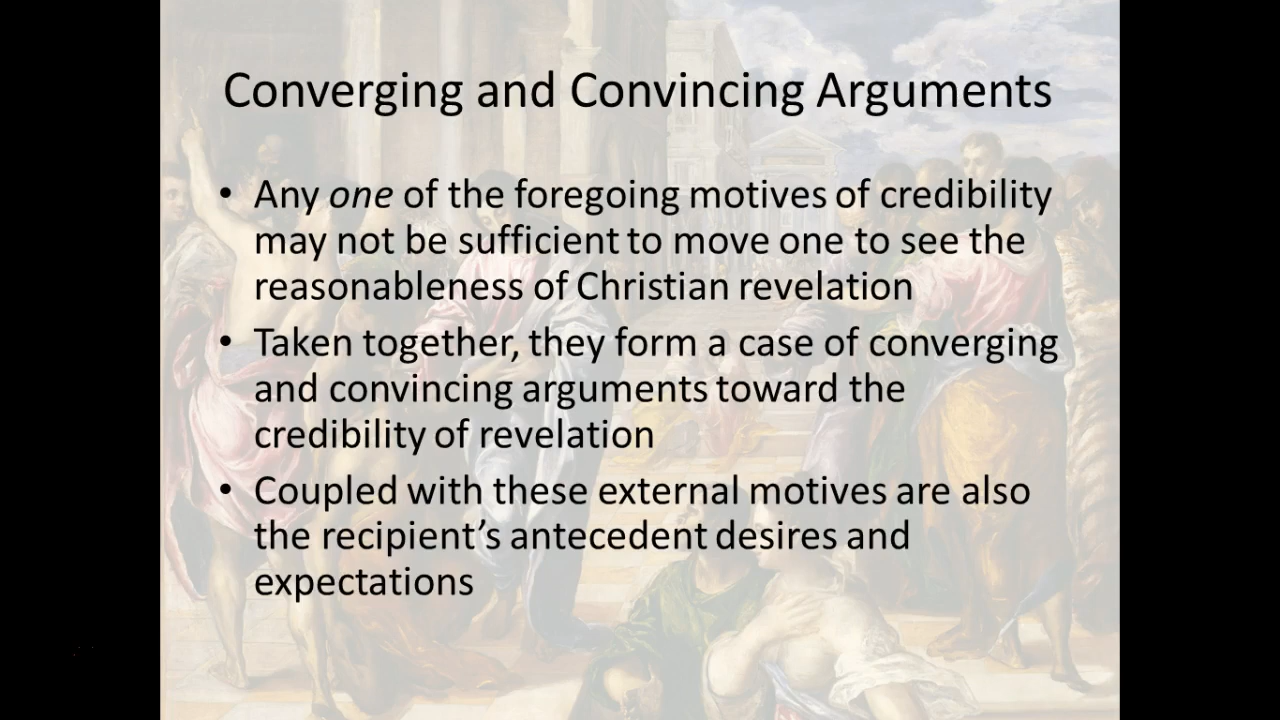 Converging and Convincing Arguments
• Any one of the foregoing motives of credibility
may not be sufficient to move one to see the
reasonableness of Christian revelation
• Taken together, they form a case of converging
and convincing arguments toward the
credibility of revelation
• Coupled with these external motives are also
the recipient’s antecedent desires and
expectations